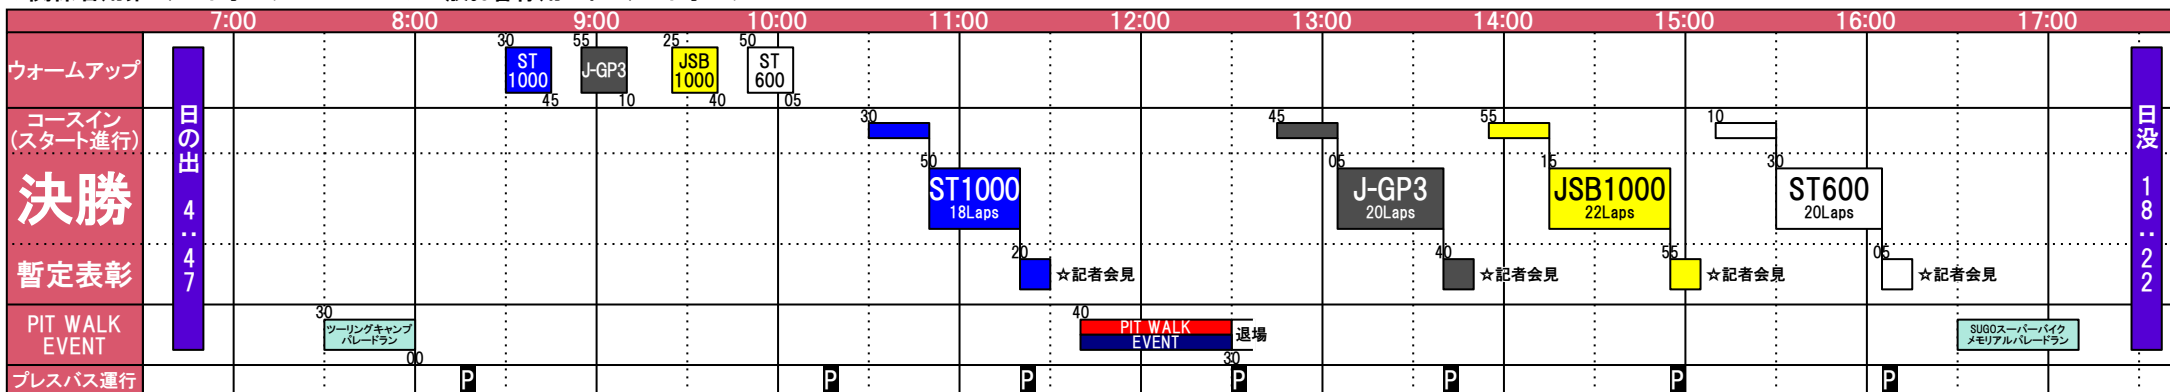 7:00 8:00 9:00 10:00 11:00 12:00 13:00 14:00 15:00 16:00 17:00
ウォームアップ
30 55 25 50
ST
1000
J-GP3
JSB
1000
ST
600
45 10 40 05
日の出 4:47
日没 18:22
コースイン
(スタート進行)
30 45 55 10
決勝
50 05 15 30
ST1000
18Laps
J-GP3
20Laps
JSB1000
22Laps
ST600
20Laps
暫定表彰
20 40 55 05
☆記者会見 ☆記者会見 ☆記者会見 ☆記者会見
PIT WALK
EVENT
30
ツーリングキャンプ
パレードラン
00
40
PIT WALK
EVENT
30
退場
SUGOスーパーバイク
メモリアルパレードラン
プレスバス運行
P P P P P P P